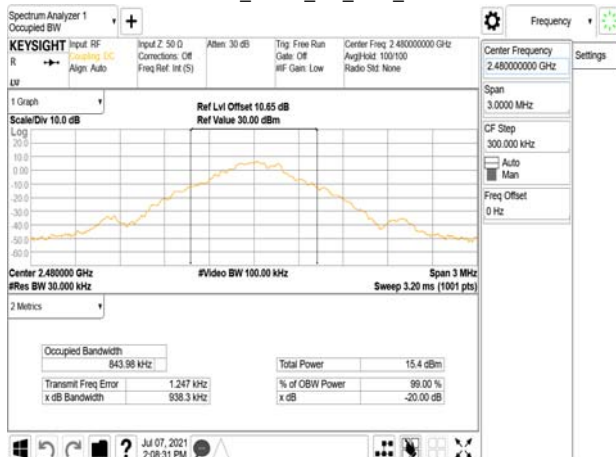 Spectrum Analyzer 1
Occupied BW
Frequency
KEYSIGHT
Input: RF
Coupling: DC
Align: Auto
Input Z: 50 Ω
Corrections: Off
Freq Ref: Int (S)
Atten: 30 dB
Trig: Free Run
Gate: Off
#IF Gain: Low
Center Freq: 2.480000000 GHz
Avg|Hold: 100/100
Radio Std: None
R
Center Frequency
2.480000000 GHz
Settings
Span
3.0000 MHz
CF Step
300.000 kHz
Auto
Man
Freq Offset
0 Hz
1 Graph
Scale/Div 10.0 dB
Ref Lvl Offset 10.65 dB
Ref Value 30.00 dBm
Log
20.0
10.0
0.00
-10.0
-20.0
-30.0
-40.0
-50.0
-60.0
Center 2.480000 GHz
#Video BW 100.00 kHz
Span 3 MHz
#Res BW 30.000 kHz
Sweep 3.20 ms (1001 pts)
2 Metrics
Occupied Bandwidth
843.98 kHz
Total Power 15.4 dBm
Transmit Freq Error 1.247 kHz
% of OBW Power 99.00 %
x dB Bandwidth 938.3 kHz
x dB -20.00 dB
Jul 07, 2021
2:08:31 PM